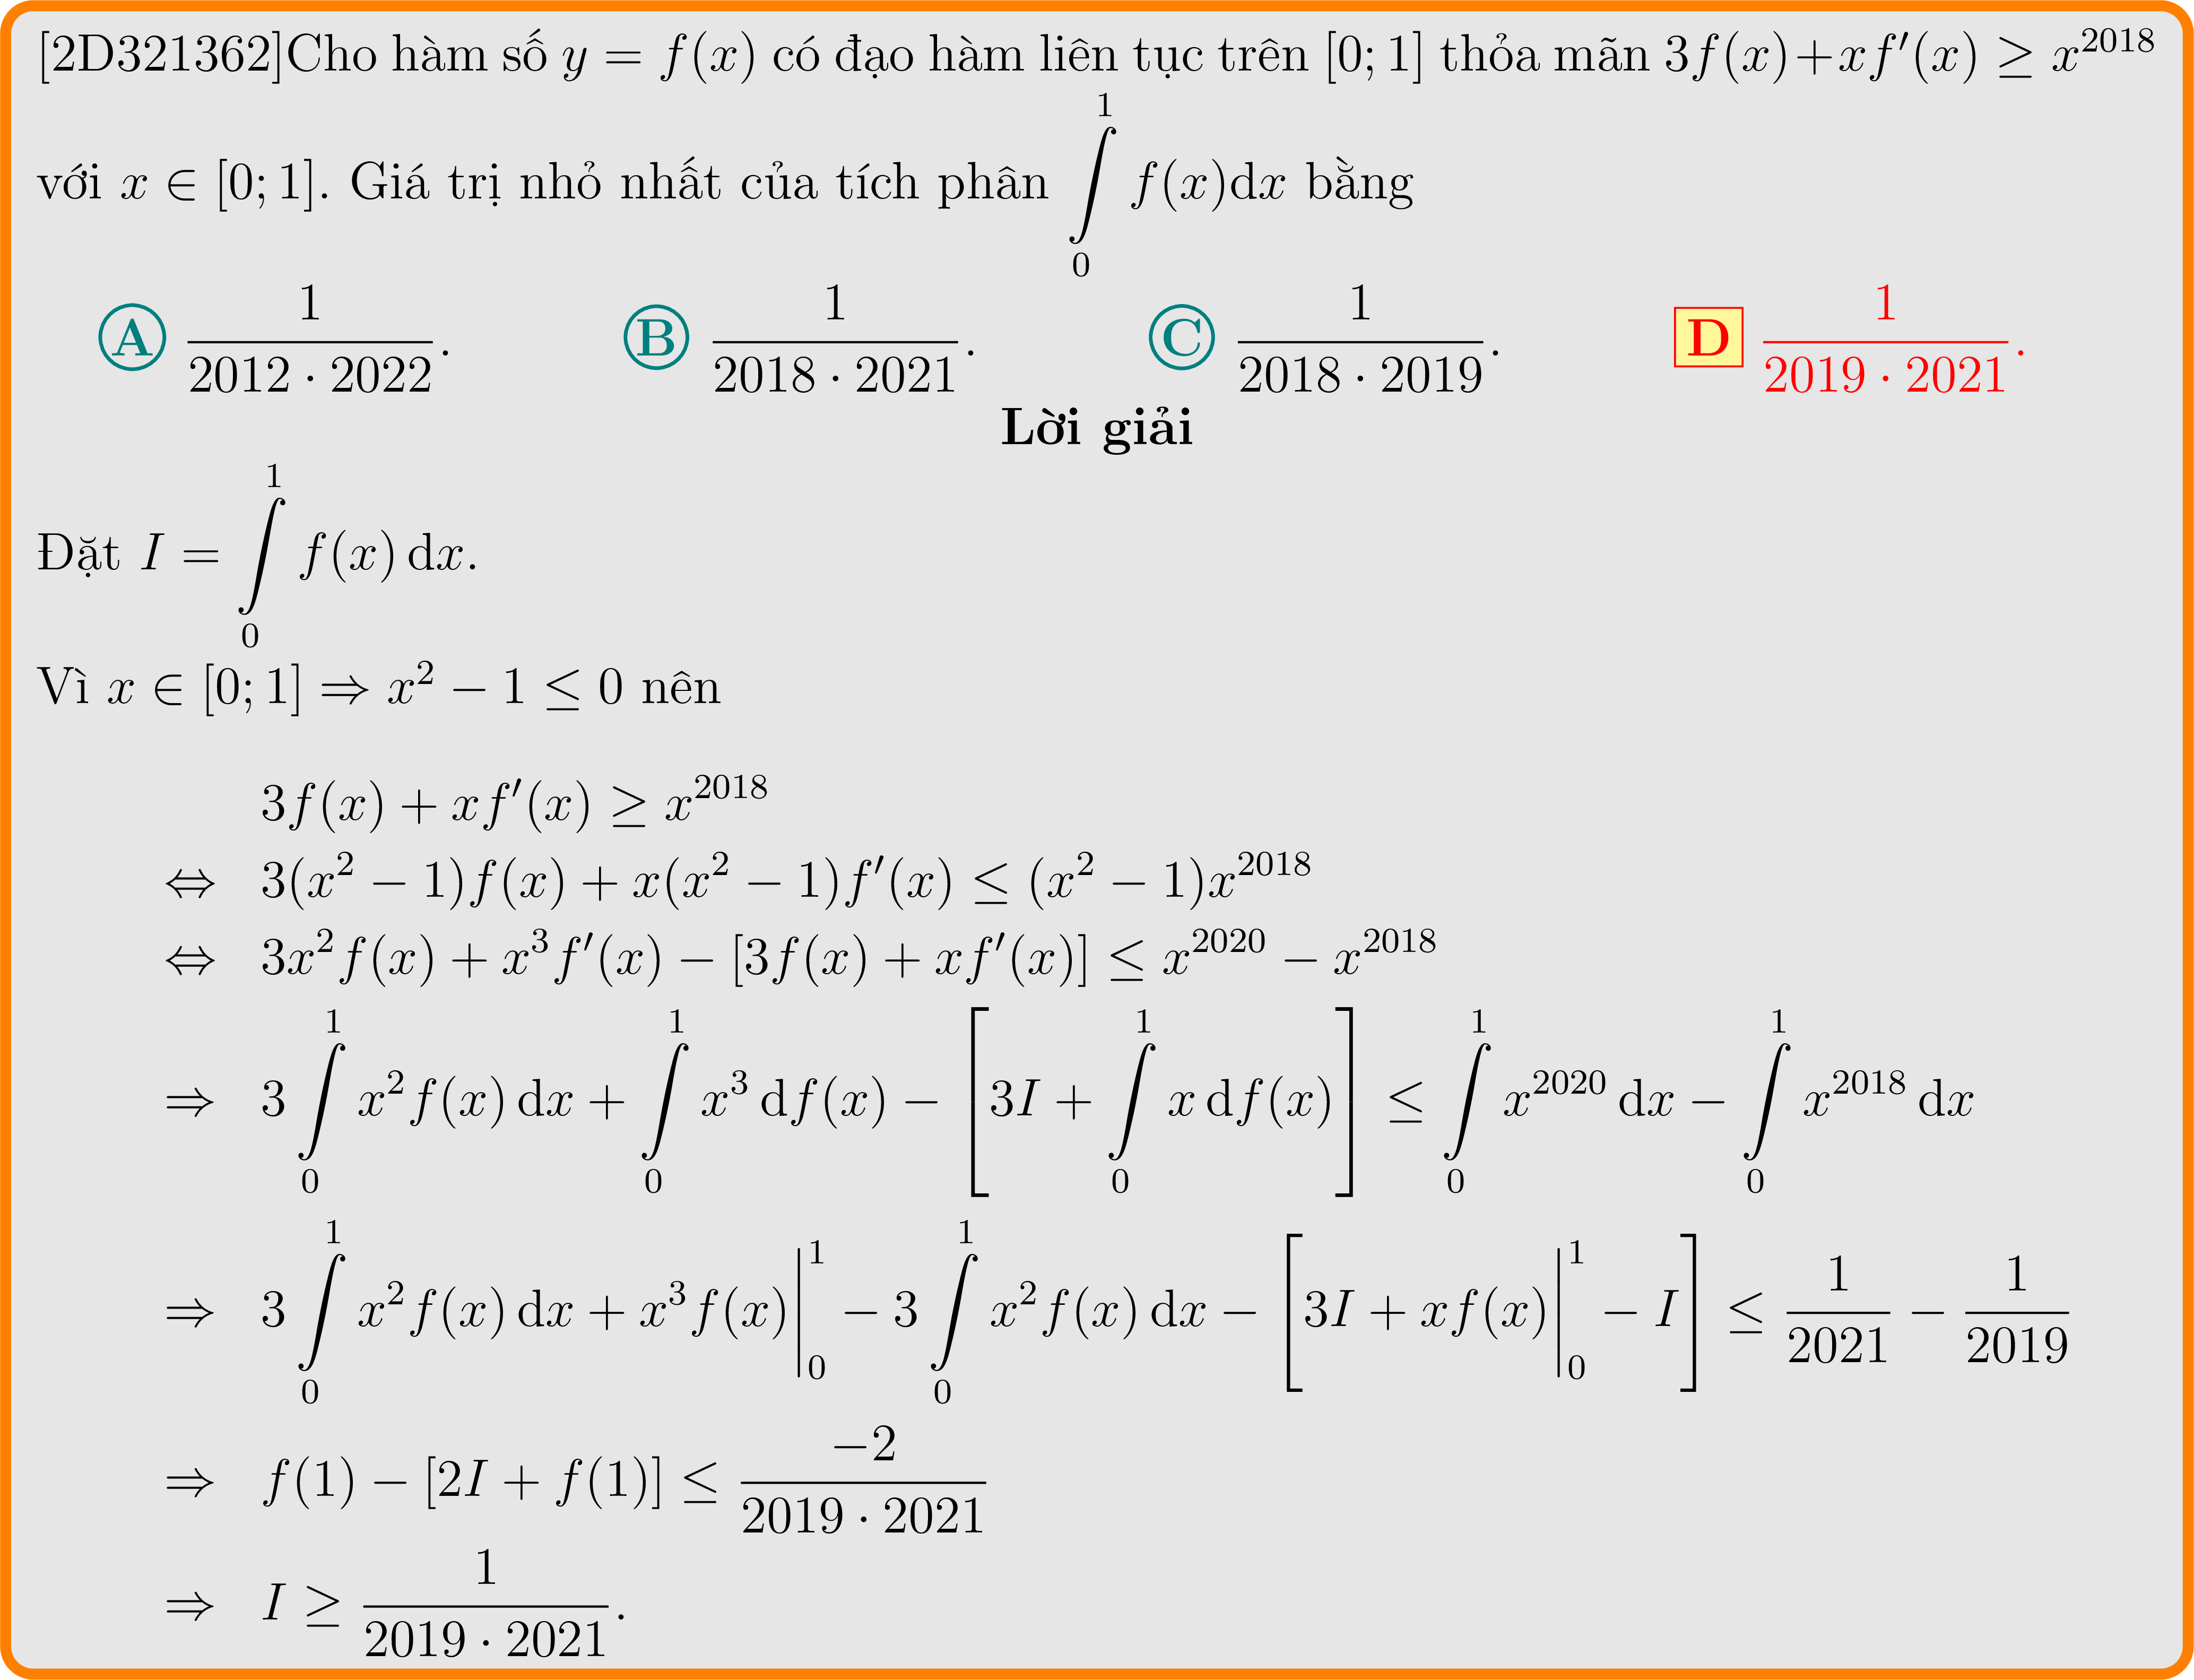 [2D321362]Cho hàm số $y = f(x)$ có đạo hàm liên tục trên $[0; 1]$ thỏa mãn $3f(x)+xf'(x) \geq x^{2018}$
với $x \in [0; 1]$. Giá trị nhỏ nhất của tích phân $\int\limits_0^1 f(x)\mathrm{d}x$ bằng
A $\frac{1}{2012 \cdot 2022}$. B $\frac{1}{2018 \cdot 2021}$. C $\frac{1}{2018 \cdot 2019}$. D $\frac{1}{2019 \cdot 2021}$.
Lời giải
Đặt $I = \int\limits_0^1 f(x)\,\mathrm{d}x$.
Vì $x \in [0; 1] \Rightarrow x^2 - 1 \leq 0$ nên
$3f(x) + xf'(x) \geq x^{2018}$
$\Leftrightarrow 3(x^2 - 1)f(x) + x(x^2 - 1)f'(x) \leq (x^2 - 1)x^{2018}$
$\Leftrightarrow 3x^2f(x) + x^3f'(x) - [3f(x) + xf'(x)] \leq x^{2020} - x^{2018}$
$\Rightarrow 3\int\limits_0^1 x^2f(x)\,\mathrm{d}x + \int\limits_0^1 x^3\,\mathrm{d}f(x) - \left[3I + \int\limits_0^1 x\,\mathrm{d}f(x)\right] \leq \int\limits_0^1 x^{2020}\,\mathrm{d}x - \int\limits_0^1 x^{2018}\,\mathrm{d}x$
$\Rightarrow 3\int\limits_0^1 x^2f(x)\,\mathrm{d}x + x^3f(x)\Big|_0^1 - 3\int\limits_0^1 x^2f(x)\,\mathrm{d}x - \left[3I + xf(x)\Big|_0^1 - I\right] \leq \frac{1}{2021} - \frac{1}{2019}$
$\Rightarrow f(1) - [2I + f(1)] \leq \frac{-2}{2019 \cdot 2021}$
$\Rightarrow I \geq \frac{1}{2019 \cdot 2021}$.